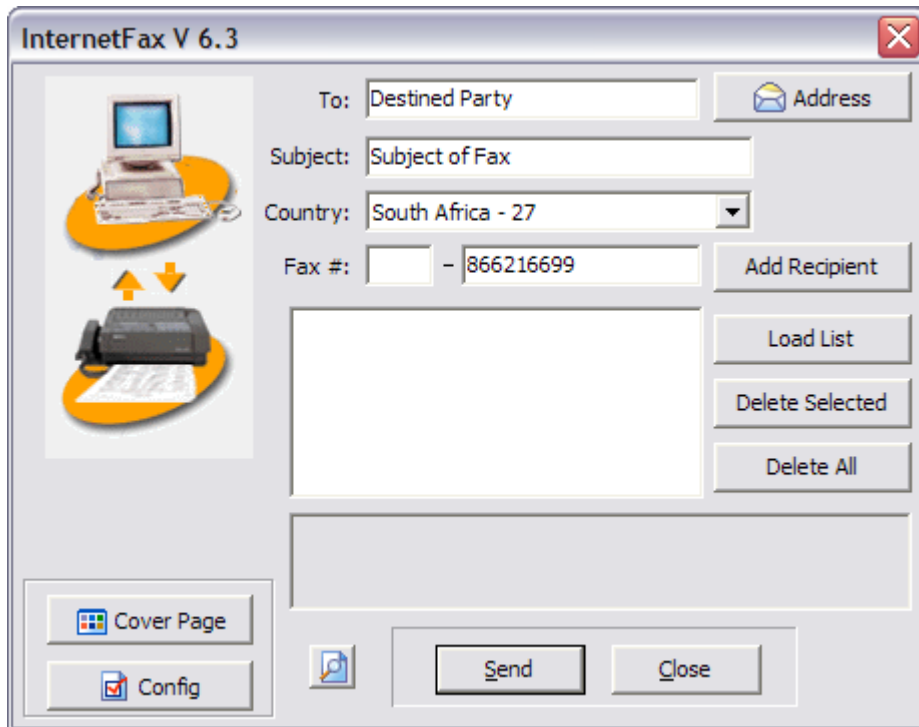 InternetFax V 6.3
To: Destined Party Address
Subject: Subject of Fax
Country: South Africa - 27
Fax #: – 866216699 Add Recipient
Load List
Delete Selected
Delete All
Cover Page
Config
Send Close